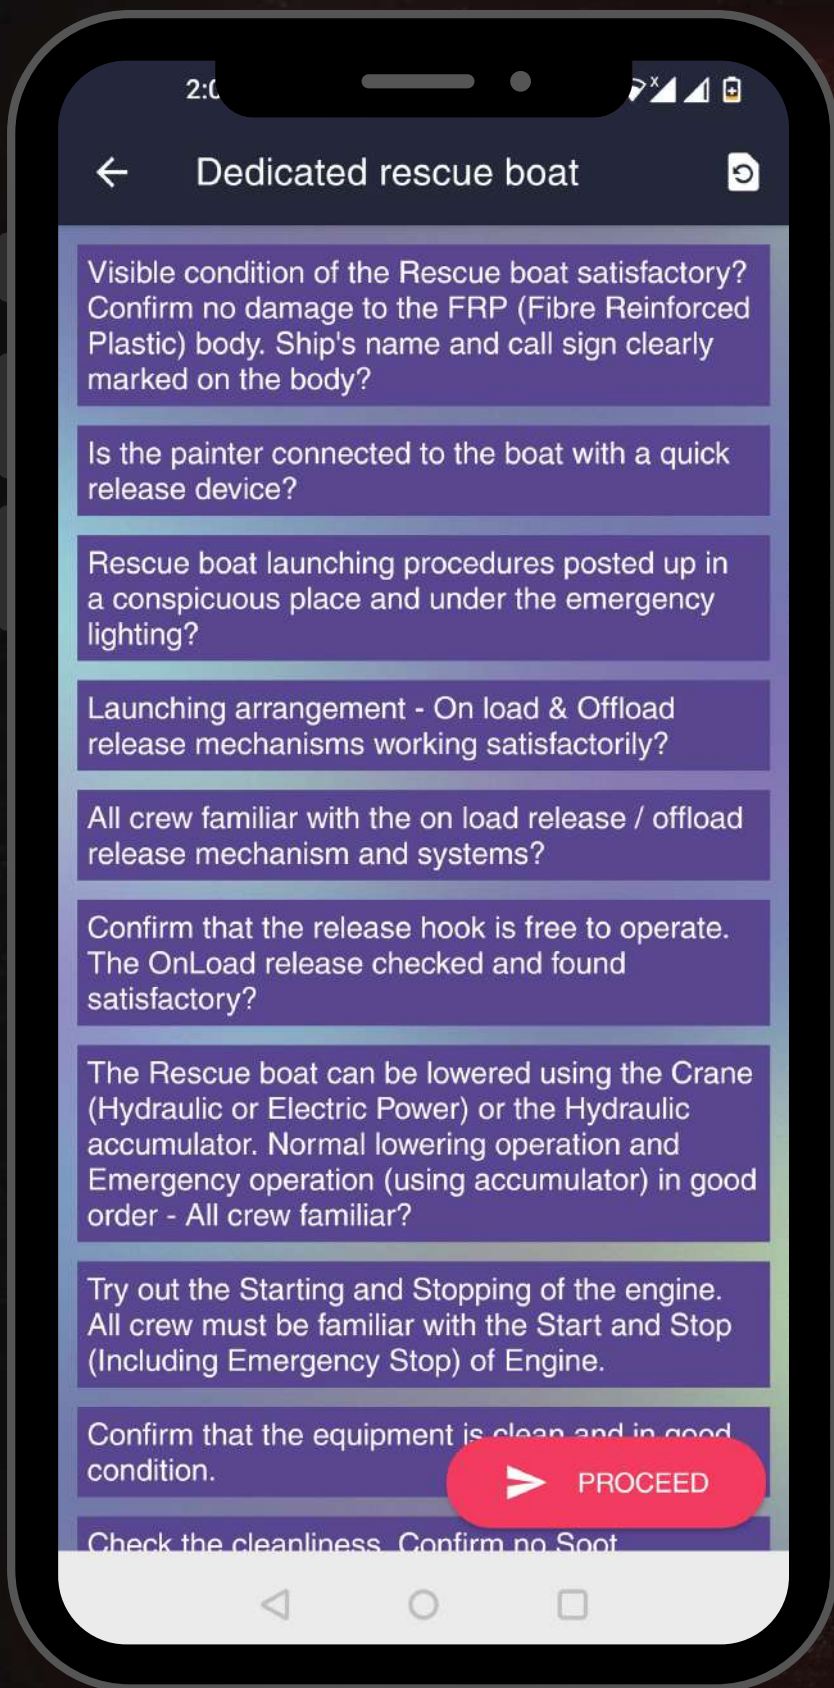 Dedicated rescue boat
Visible condition of the Rescue boat satisfactory?
Confirm no damage to the FRP (Fibre Reinforced
Plastic) body. Ship's name and call sign clearly
marked on the body?
Is the painter connected to the boat with a quick
release device?
Rescue boat launching procedures posted up in
a conspicuous place and under the emergency
lighting?
Launching arrangement - On load & Offload
release mechanisms working satisfactorily?
All crew familiar with the on load release / offload
release mechanism and systems?
Confirm that the release hook is free to operate.
The OnLoad release checked and found
satisfactory?
The Rescue boat can be lowered using the Crane
(Hydraulic or Electric Power) or the Hydraulic
accumulator. Normal lowering operation and
Emergency operation (using accumulator) in good
order - All crew familiar?
Try out the Starting and Stopping of the engine.
All crew must be familiar with the Start and Stop
(Including Emergency Stop) of Engine.
Confirm that the equipment is clean and in good
condition.
PROCEED
Check the cleanliness. Confirm no Soot